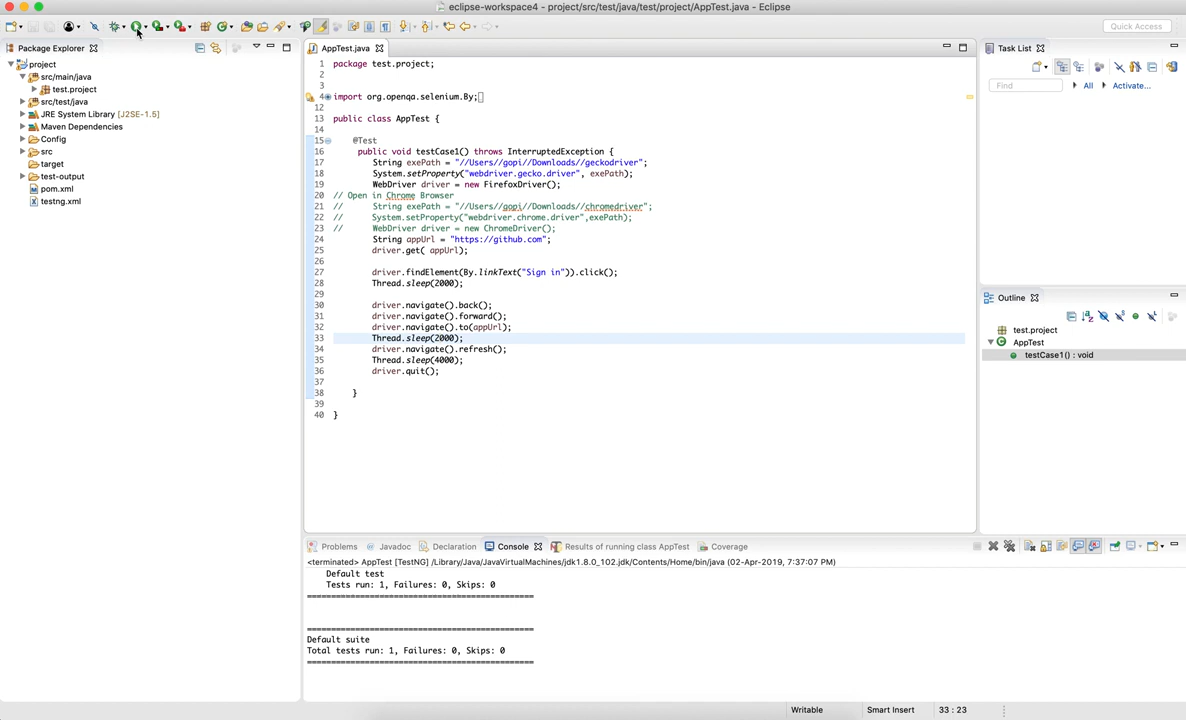 eclipse-workspace4 - project/src/test/java/test/project/AppTest.java - Eclipse
Quick Access
Package Explorer
project
src/main/java
test.project
src/test/java
JRE System Library [J2SE-1.5]
Maven Dependencies
Config
src
target
test-output
pom.xml
testng.xml
AppTest.java
1 package test.project;
2
3
4 import org.openqa.selenium.By;
12
13 public class AppTest {
14
15 @Test
16 public void testCase1() throws InterruptedException {
17 String exePath = "//Users//gopi//Downloads//geckodriver";
18 System.setProperty("webdriver.gecko.driver", exePath);
19 WebDriver driver = new FirefoxDriver();
20 // Open in Chrome Browser
21 // String exePath = "//Users//gopi//Downloads//chromedriver";
22 // System.setProperty("webdriver.chrome.driver",exePath);
23 // WebDriver driver = new ChromeDriver();
24 String appUrl = "https://github.com";
25 driver.get( appUrl);
26
27 driver.findElement(By.linkText("Sign in")).click();
28 Thread.sleep(2000);
29
30 driver.navigate().back();
31 driver.navigate().forward();
32 driver.navigate().to(appUrl);
33 Thread.sleep(2000);
34 driver.navigate().refresh();
35 Thread.sleep(4000);
36 driver.quit();
37
38 }
39
40 }
Task List
Find
All
Activate...
Outline
test.project
AppTest
testCase1() : void
Problems
Javadoc
Declaration
Console
Results of running class AppTest
Coverage
<terminated> AppTest [TestNG] /Library/Java/JavaVirtualMachines/jdk1.8.0_102.jdk/Contents/Home/bin/java (02-Apr-2019, 7:37:07 PM)
Default test
Tests run: 1, Failures: 0, Skips: 0
===============================================
===============================================
Default suite
Total tests run: 1, Failures: 0, Skips: 0
===============================================
Writable
Smart Insert
33 : 23